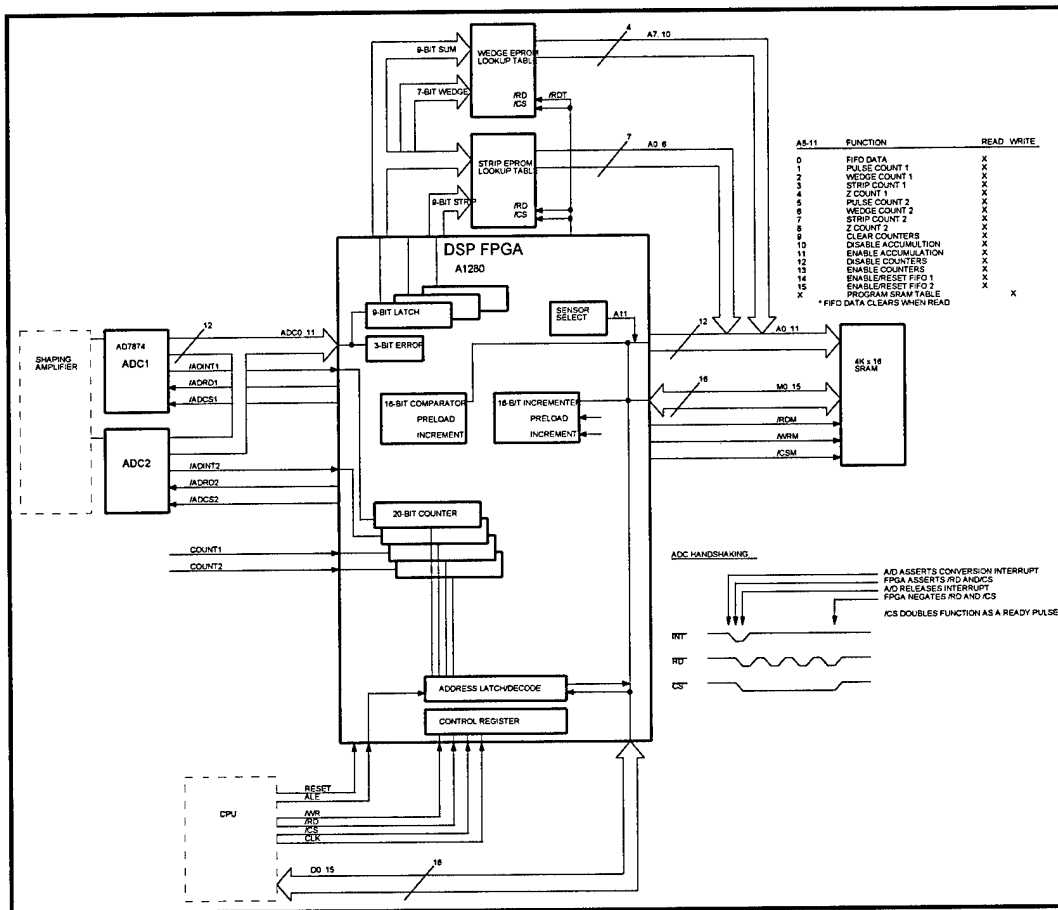 9-BIT SUM
WEDGE EPROM
LOOKUP TABLE
4
A7. 10
7-BIT WEDGE
/RD
/CS
/RDT
STRIP EPROM
LOOKUP TABLE
7
A0 6
9-BIT STRIP
/RD
/CS
A8-11 FUNCTION READ WRITE
0 FIFO DATA X
1 PULSE COUNT 1 X
2 WEDGE COUNT 1 X
3 STRIP COUNT 1 X
4 Z COUNT 1 X
5 PULSE COUNT 2 X
6 WEDGE COUNT 2 X
7 STRIP COUNT 2 X
8 Z COUNT 2 X
9 CLEAR COUNTERS X
10 DISABLE ACCUMULTION X
11 ENABLE ACCUMULATION X
12 DISABLE COUNTERS X
13 ENABLE COUNTERS X
14 ENABLE/RESET FIFO 1 X
15 ENABLE/RESET FIFO 2 X
X PROGRAM SRAM TABLE X
* FIFO DATA CLEARS WHEN READ
DSP FPGA
A1280
9-BIT LATCH
3-BIT ERROR
SENSOR
SELECT
A11
12
A0. 11
4K x 16
SRAM
SHAPING
AMPLIFIER
AD7874
ADC1
12
ADC0 11
/ADINT1
/ADRD1
/ADCS1
16-BIT COMPARATOR
PRELOAD
INCREMENT
16-BIT INCREMENTER
PRELOAD
INCREMENT
16
M0. 15
/RDM
/WRM
/CSM
ADC2
/ADINT2
/ADRD2
/ADCS2
20-BIT COUNTER
COUNT1
COUNT2
ADC HANDSHAKING
A/D ASSERTS CONVERSION INTERRUPT
FPGA ASSERTS /RD AND/CS
A/D RELEASES INTERRUPT
FPGA NEGATES /RD AND /CS
/CS DOUBLES FUNCTION AS A READY PULSE
INT
RD
CS
ADDRESS LATCH/DECODE
CONTROL REGISTER
CPU
RESET
ALE
/WR
/RD
/CS
CLK
D0. 15
16